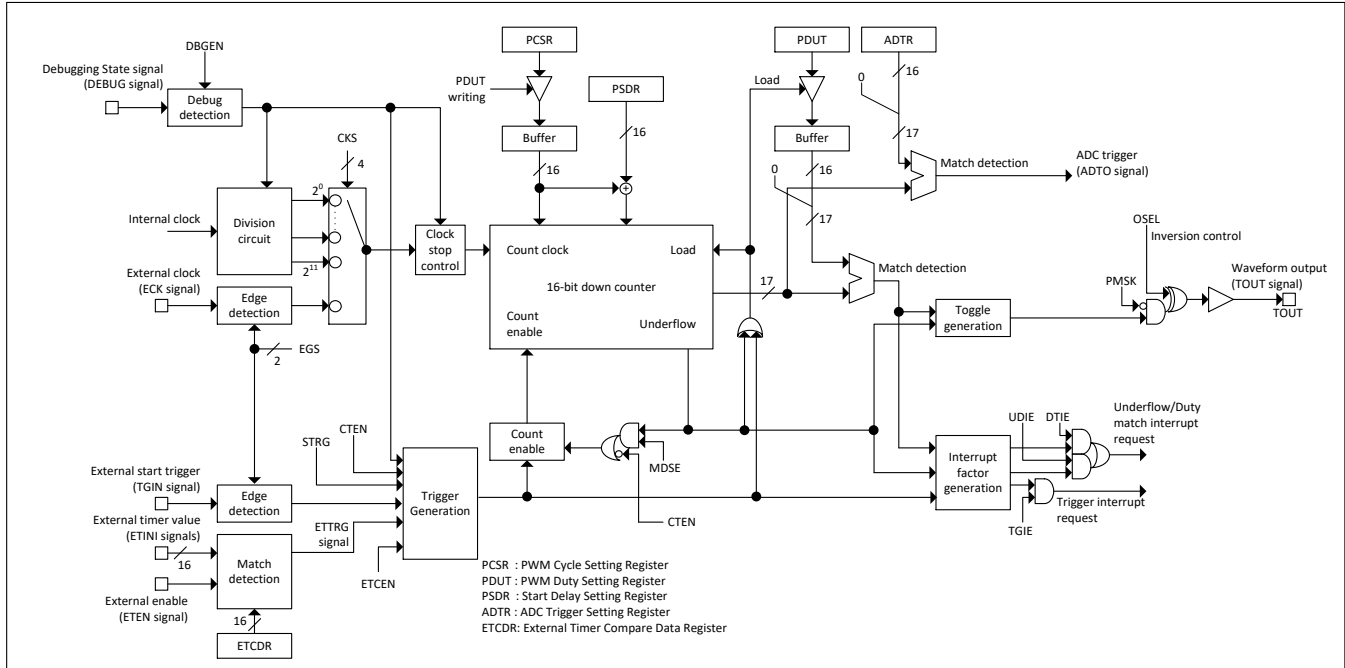 PCSR
PDUT
ADTR
DBGEN
Debugging State signal
(DEBUG signal)
Debug
detection
PDUT
writing
PSDR
Load
0
16
16
17
Buffer
Buffer
CKS
4
16
0
16
17
Match detection
ADC trigger
(ADTO signal)
2⁰
Internal clock
Division
circuit
2¹¹
Clock
stop
control
Count clock
Load
16-bit down counter
Count
enable
Underflow
17
Match detection
OSEL
Inversion control
PMSK
Waveform output
(TOUT signal)
TOUT
External clock
(ECK signal)
Edge
detection
Toggle
generation
EGS
2
CTEN
STRG
Count
enable
MDSE
CTEN
UDIE
DTIE
Underflow/Duty
match interrupt
request
Interrupt
factor
generation
Trigger interrupt
request
TGIE
External start trigger
(TGIN signal)
Edge
detection
Trigger
Generation
External timer value
(ETINI signals)
16
ETTRG
signal
Match
detection
ETCEN
External enable
(ETEN signal)
16
ETCDR
PCSR : PWM Cycle Setting Register
PDUT : PWM Duty Setting Register
PSDR : Start Delay Setting Register
ADTR : ADC Trigger Setting Register
ETCDR: External Timer Compare Data Register